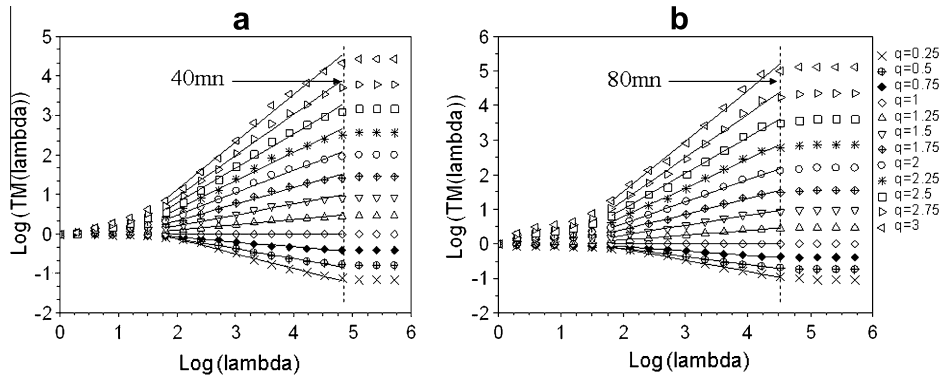 a
b
5
4
3
2
1
0
-1
-2
Log(TM(lambda))
40mn
0 1 2 3 4 5 6
Log(lambda)
6
5
4
3
2
1
0
-1
-2
Log(TM(lambda))
80mn
0 1 2 3 4 5 6
Log(lambda)
q=0.25
q=0.5
q=0.75
q=1
q=1.25
q=1.5
q=1.75
q=2
q=2.25
q=2.5
q=2.75
q=3